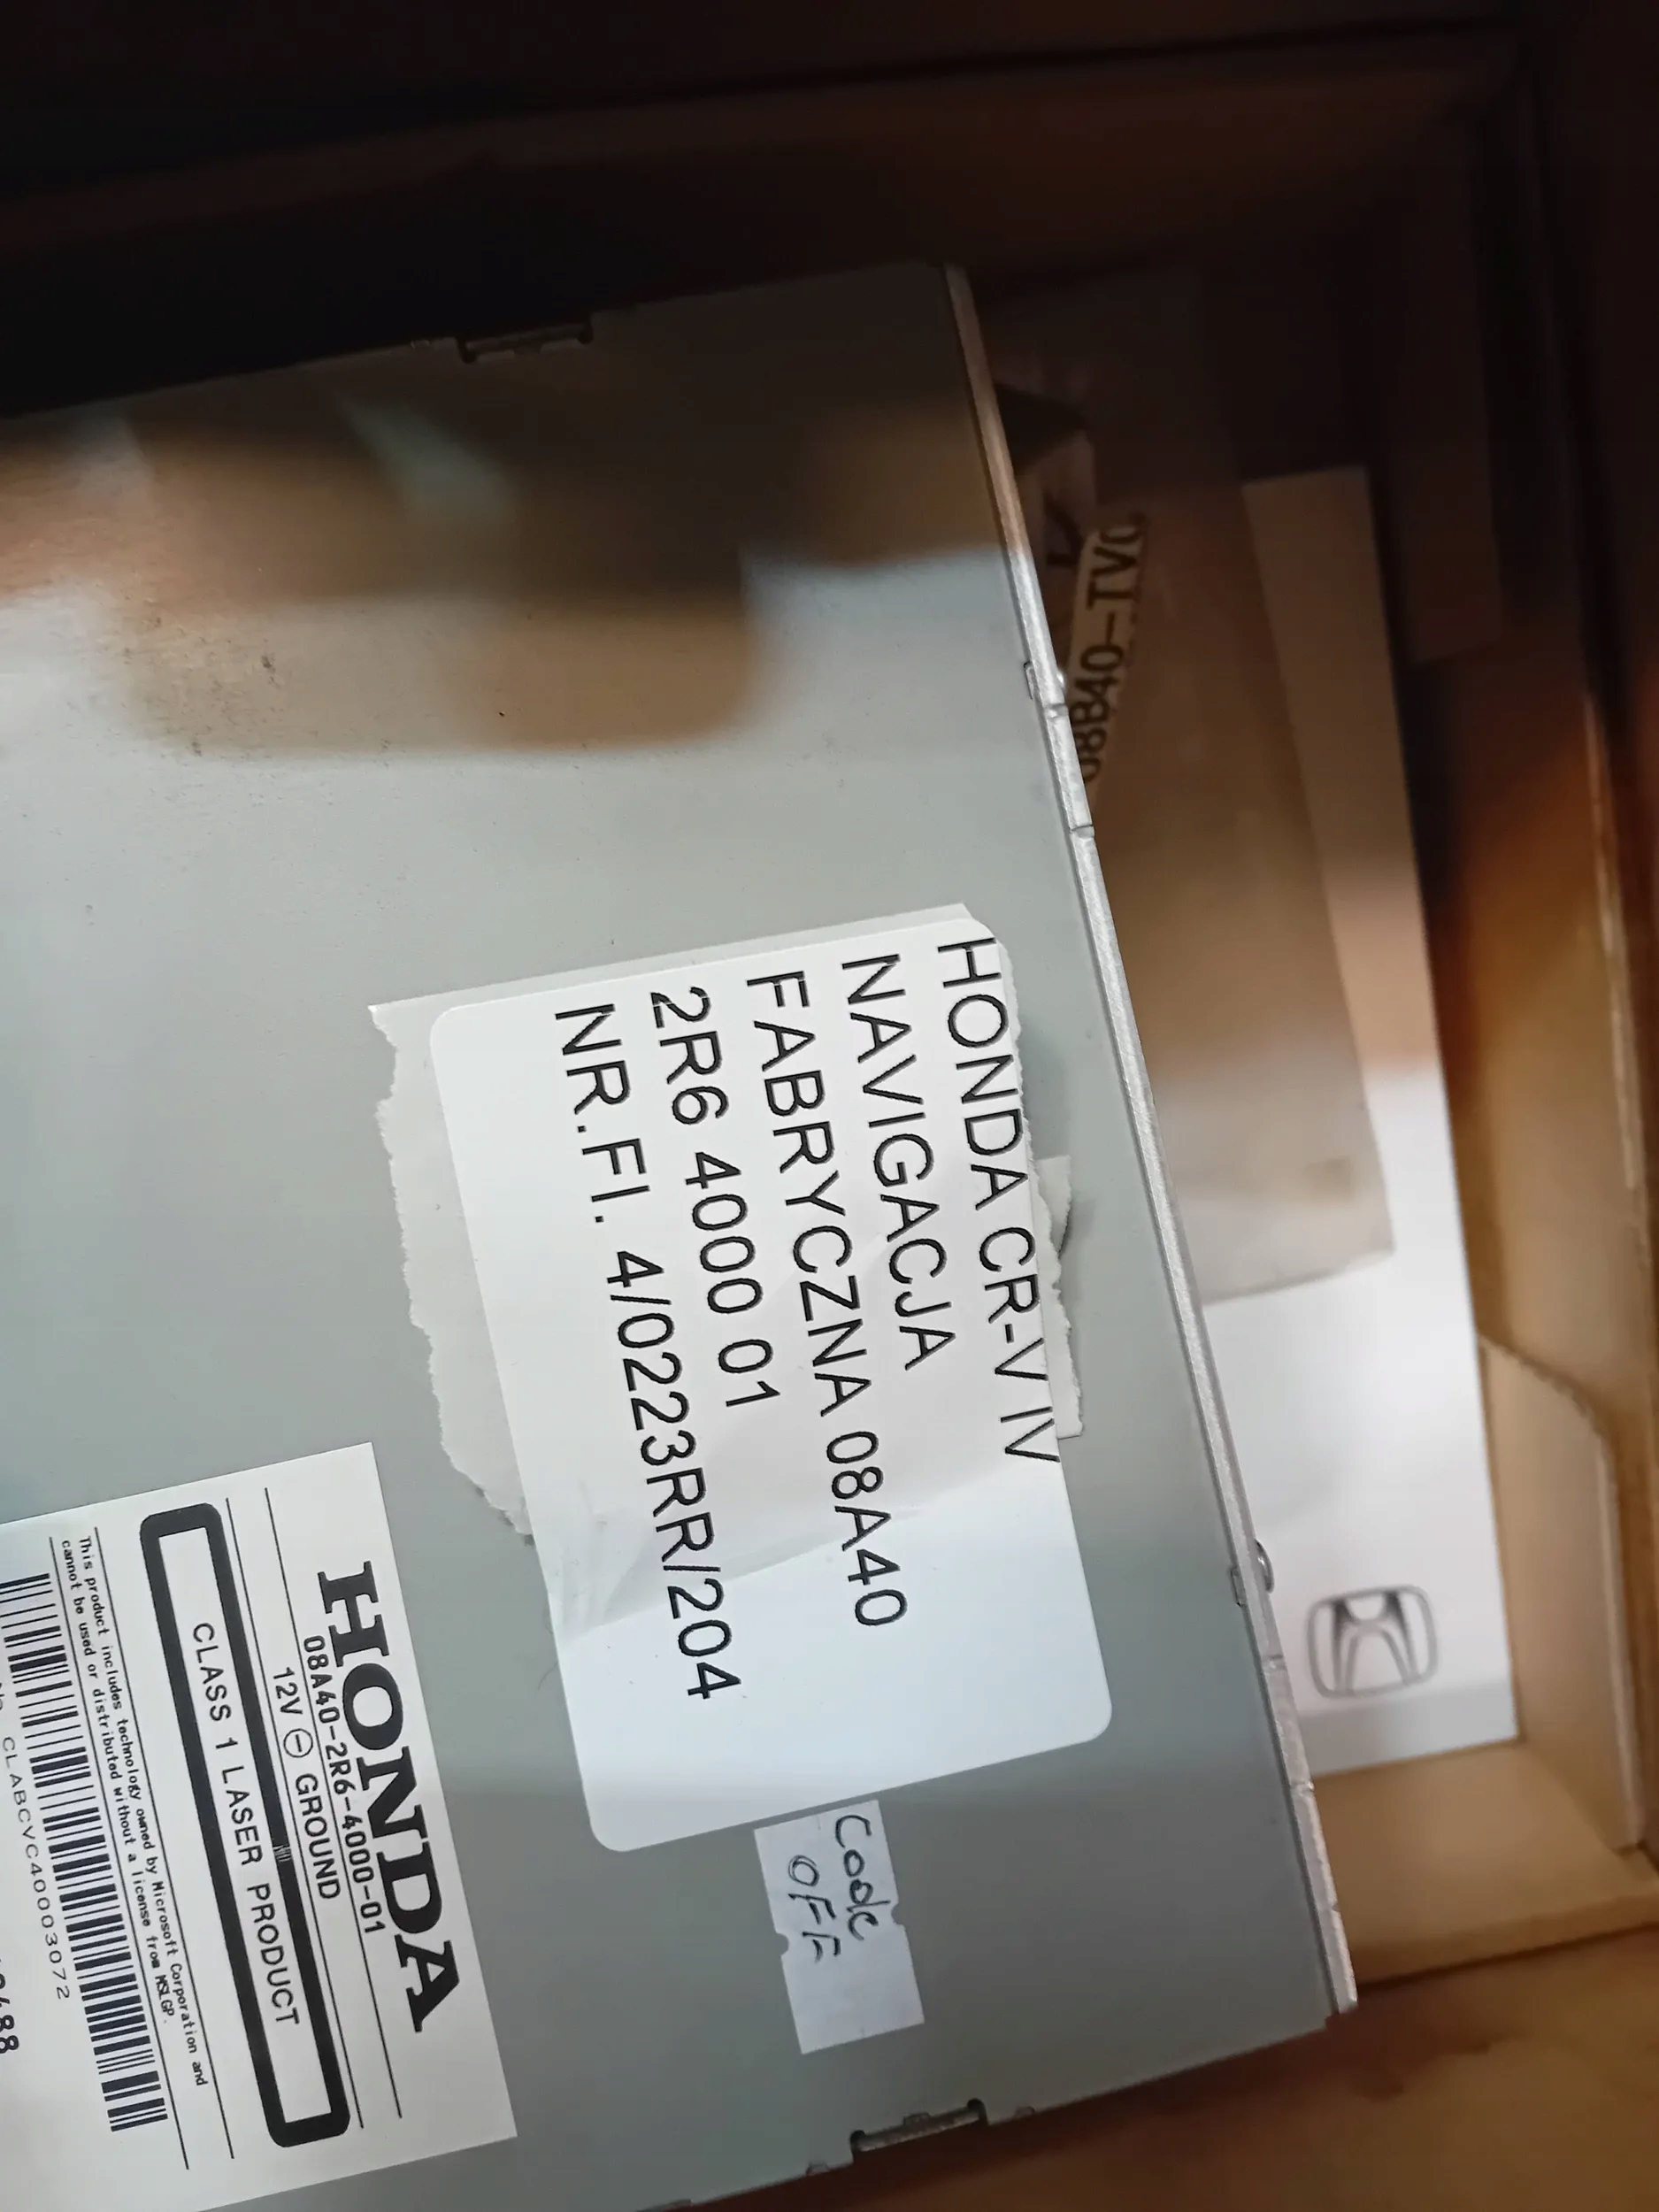 HONDA CR-V IV
NAVIGACJA
FABRYCZNA 08A40
2R6 4000 01
NR.FI. 4/0223RR/204
Code
OFF
HONDA
08A40-2R6-4000-01
12V ⊖ GROUND
CLASS 1 LASER PRODUCT
This product includes technology owned by Microsoft Corporation and
cannot be used or distributed without a license from MSLGP.
CLABCVC40003072
08B40-TV0